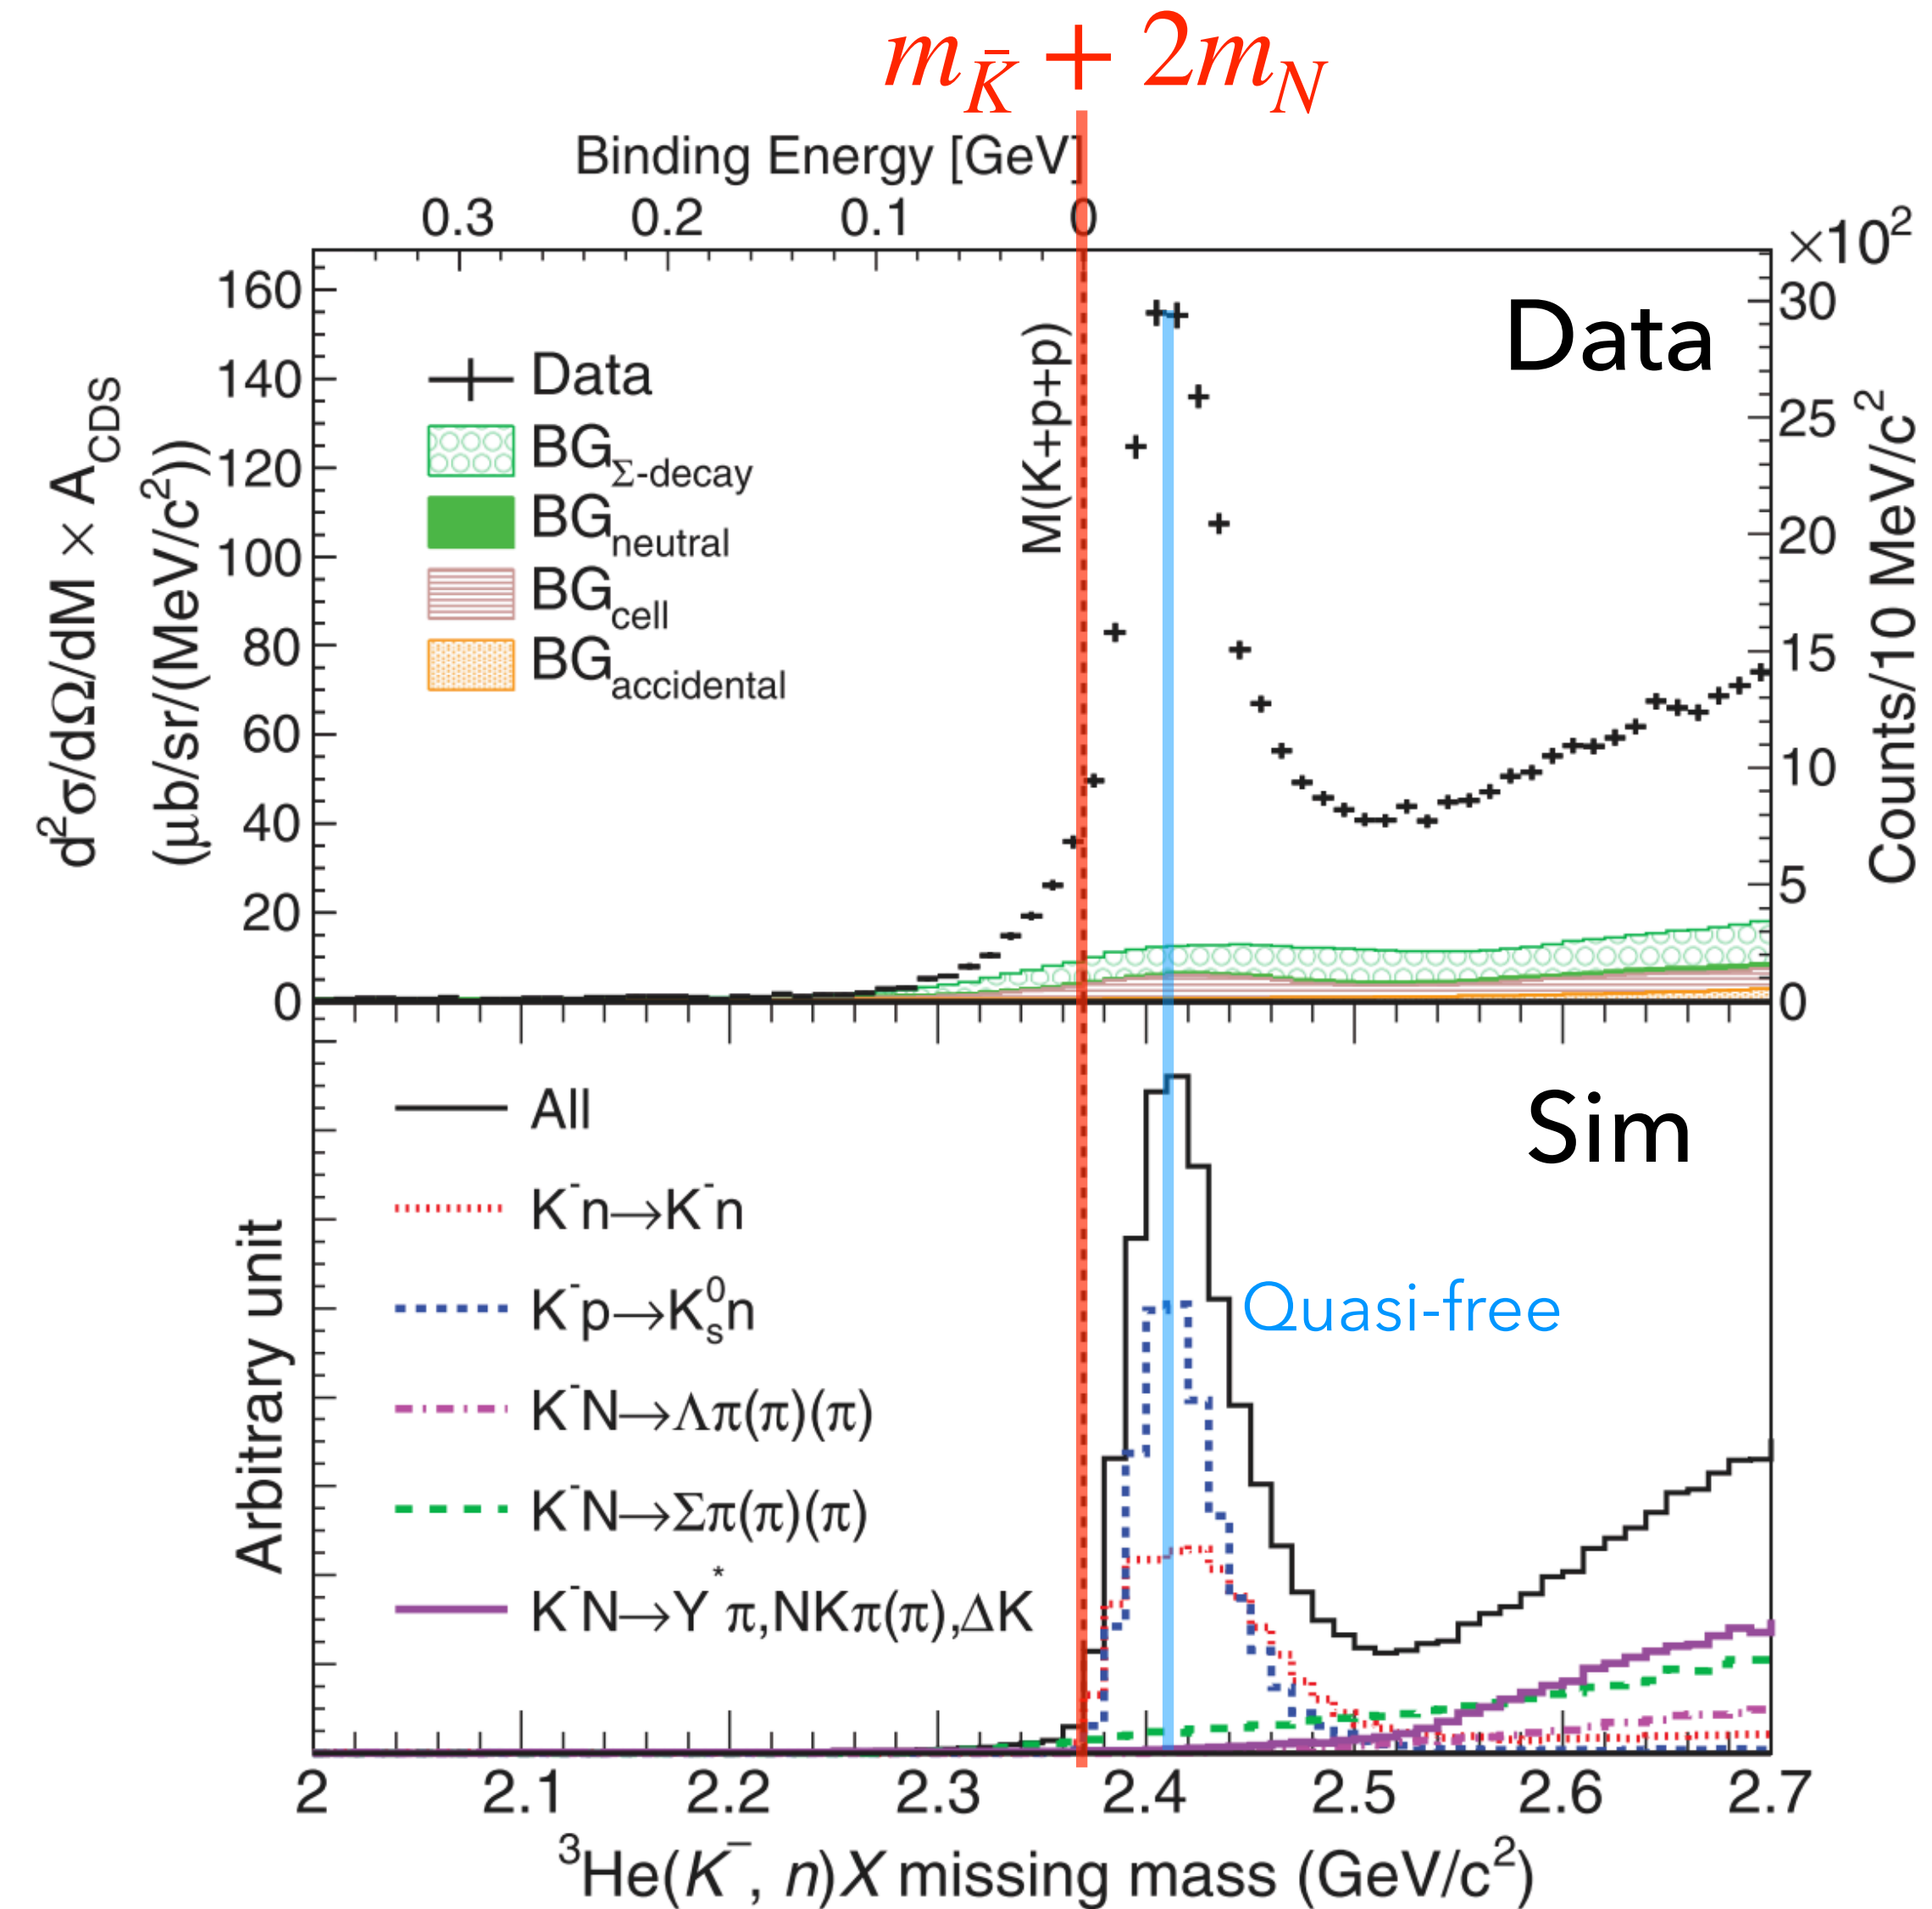 m_K̄ + 2m_N
Binding Energy [GeV]
0.3 0.2 0.1 0
×10²
160 140 120 100 80 60 40 20 0
30 25 20 15 10 5 0
d²σ/dΩ/dM × A_CDS
(μb/sr/(MeV/c²))
Counts/10 MeV/c²
M(K+p+p)
Data
Data
BG_Σ-decay
BG_neutral
BG_cell
BG_accidental
Sim
Arbitrary unit
All
K⁻n→K⁻n
K⁻p→K⁰ₛn
K⁻N→Λπ(π)(π)
K⁻N→Σπ(π)(π)
K⁻N→Y*π,NKπ(π),ΔK
Quasi-free
2 2.1 2.2 2.3 2.4 2.5 2.6 2.7
³He(K⁻, n)X missing mass (GeV/c²)